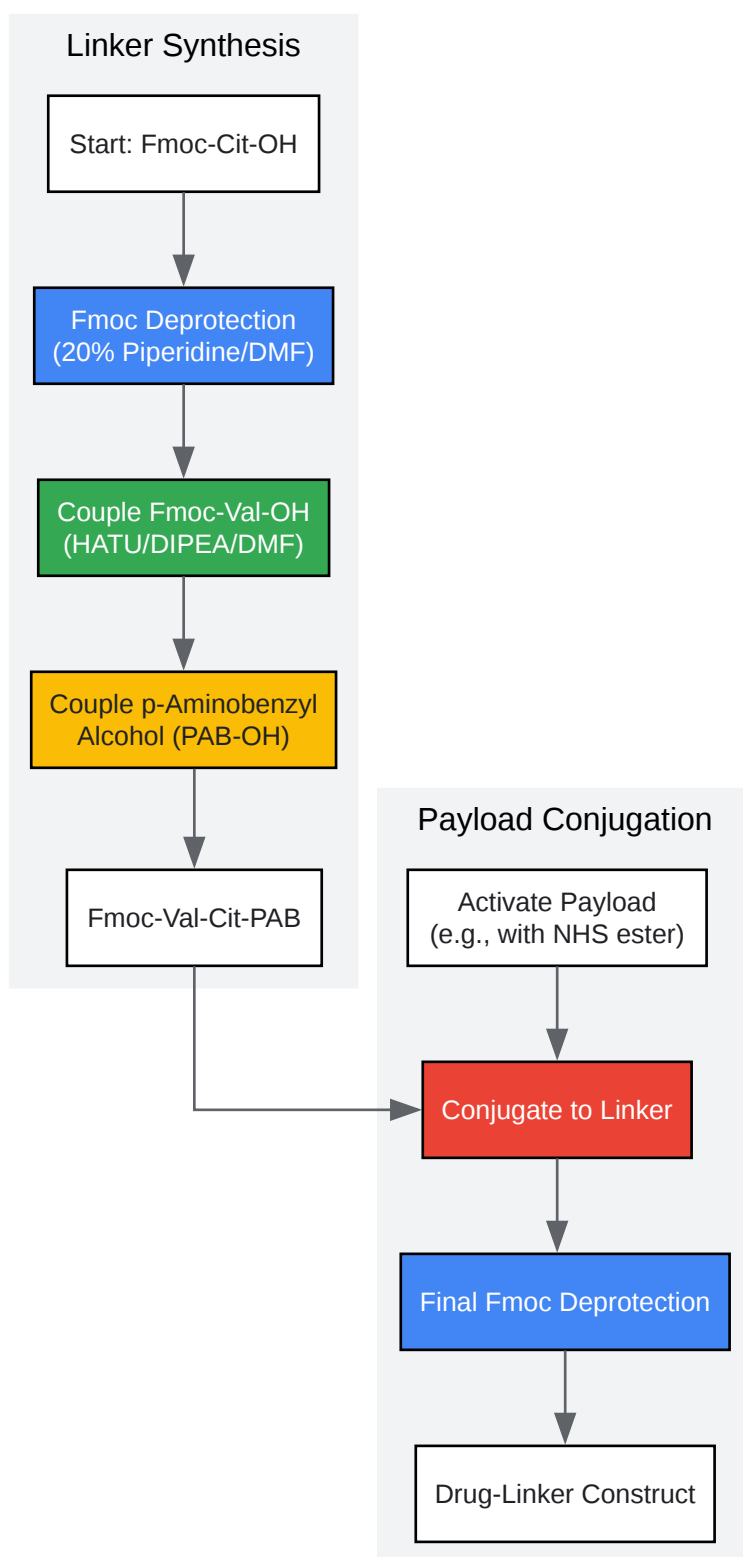 Linker Synthesis
Start: Fmoc-Cit-OH
Fmoc Deprotection
(20% Piperidine/DMF)
Couple Fmoc-Val-OH
(HATU/DIPEA/DMF)
Couple p-Aminobenzyl
Alcohol (PAB-OH)
Fmoc-Val-Cit-PAB
Payload Conjugation
Activate Payload
(e.g., with NHS ester)
Conjugate to Linker
Final Fmoc Deprotection
Drug-Linker Construct